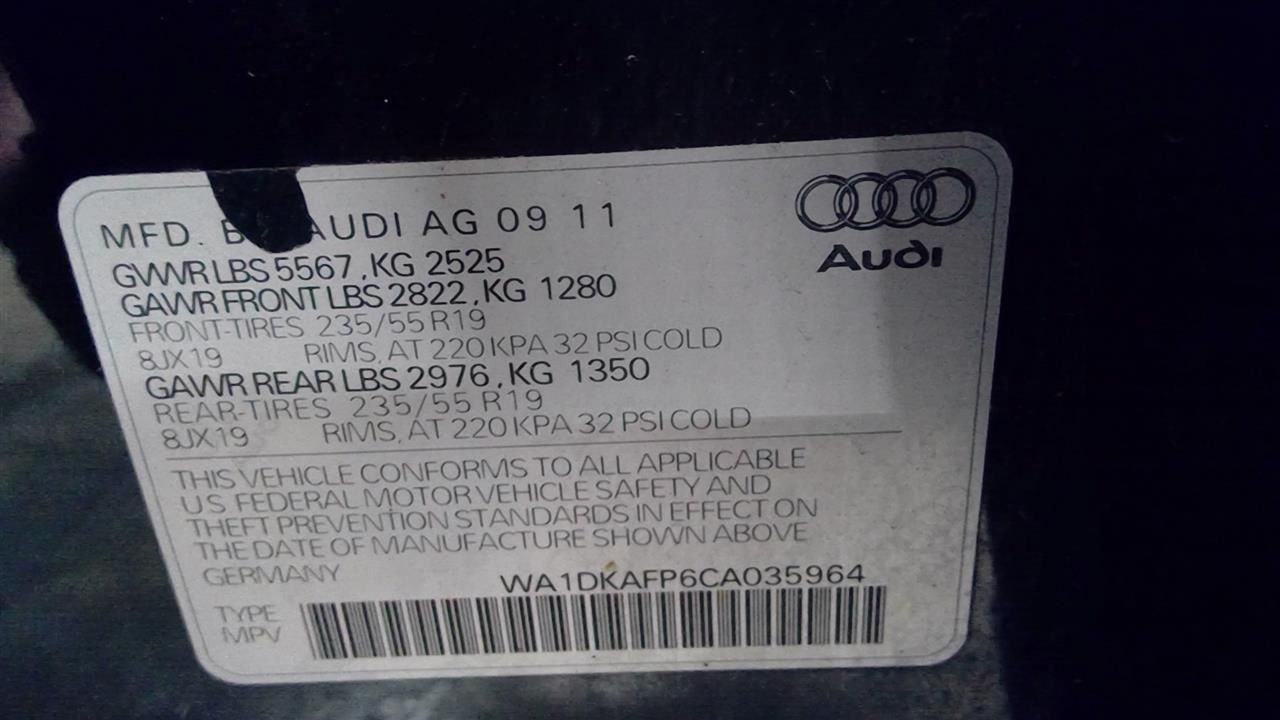 MFD. B AUDI AG 09 11
GVWR LBS 5567, KG 2525
GAWR FRONT LBS 2822, KG 1280
FRONT-TIRES 235/55 R19
8JX19 RIMS, AT 220 KPA 32 PSI COLD
GAWR REAR LBS 2976, KG 1350
REAR-TIRES 235/55 R19
8JX19 RIMS, AT 220 KPA 32 PSI COLD
THIS VEHICLE CONFORMS TO ALL APPLICABLE
US FEDERAL MOTOR VEHICLE SAFETY AND
THEFT PREVENTION STANDARDS IN EFFECT ON
THE DATE OF MANUFACTURE SHOWN ABOVE
GERMANY WA1DKAFP6CA035964
TYPE
MPV
Audi